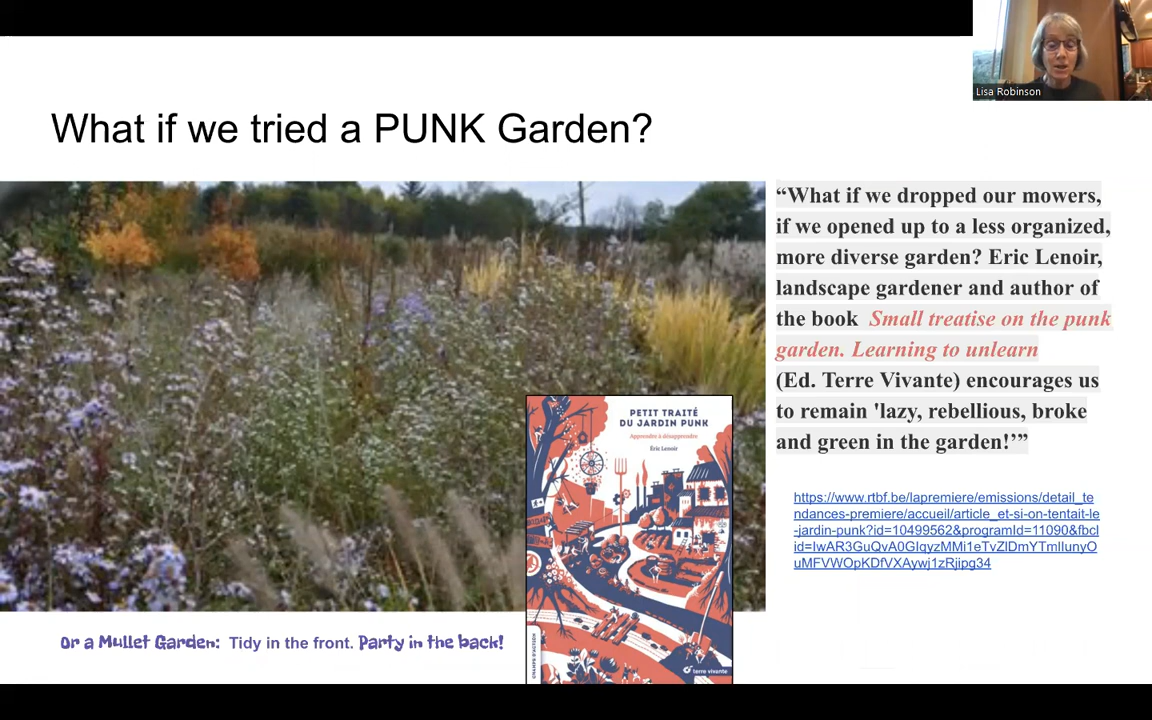 Lisa Robinson
What if we tried a PUNK Garden?
“What if we dropped our mowers,
if we opened up to a less organized,
more diverse garden? Eric Lenoir,
landscape gardener and author of
the book Small treatise on the punk
garden. Learning to unlearn
(Ed. Terre Vivante) encourages us
to remain 'lazy, rebellious, broke
and green in the garden!’”
PETIT TRAITÉ
DU JARDIN PUNK
Apprendre à désapprendre
Éric Lenoir
CHAMPS D'ACTION
terre vivante
https://www.rtbf.be/lapremiere/emissions/detail_te
ndances-premiere/accueil/article_et-si-on-tentait-le
-jardin-punk?id=10499562&programId=11090&fbcl
Or a Mullet Garden: Tidy in the front. Party in the back!